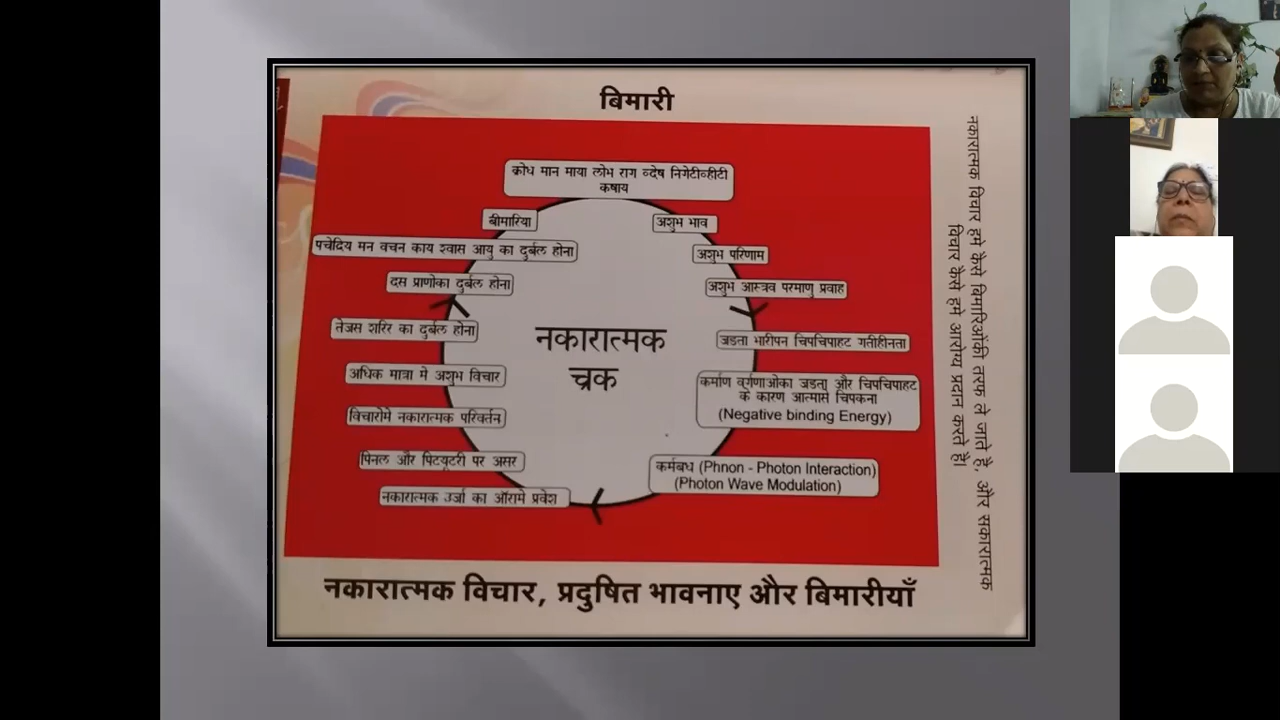 बिमारी
क्रोध मान माया लोभ राग व्देष निगेटीव्हीटी
कषाय
अशुभ भाव
अशुभ परिणाम
अशुभ आस्त्रव परमाणु प्रवाह
जडता भारीपन चिपचिपाहट गतीहीनता
कर्माण वर्गणाओका जडता और चिपचिपाहट
के कारण आत्मासे चिपकना
(Negative binding Energy)
कर्मबंध (Phnon - Photon Interaction)
(Photon Wave Modulation)
नकारात्मक उर्जा का ऑरामे प्रवेश
पिनल और पिटयुटरी पर असर
विचारोमे नकारात्मक परिवर्तन
अधिक मात्रा मे अशुभ विचार
तेजस शरिर का दुर्बल होना
दस प्राणोका दुर्बल होना
पचेंद्रिय मन वचन काय श्वास आयु का दुर्बल होना
बीमारिया
नकारात्मक
च्रक
नकारात्मक विचार, प्रदुषित भावनाए और बिमारीयाँ
नकारात्मक विचार हमे कैसे बिमारिओंकी तरफ ले जाते है, और सकारात्मक
विचार कैसे हमे आरोग्य प्रदान करते है।